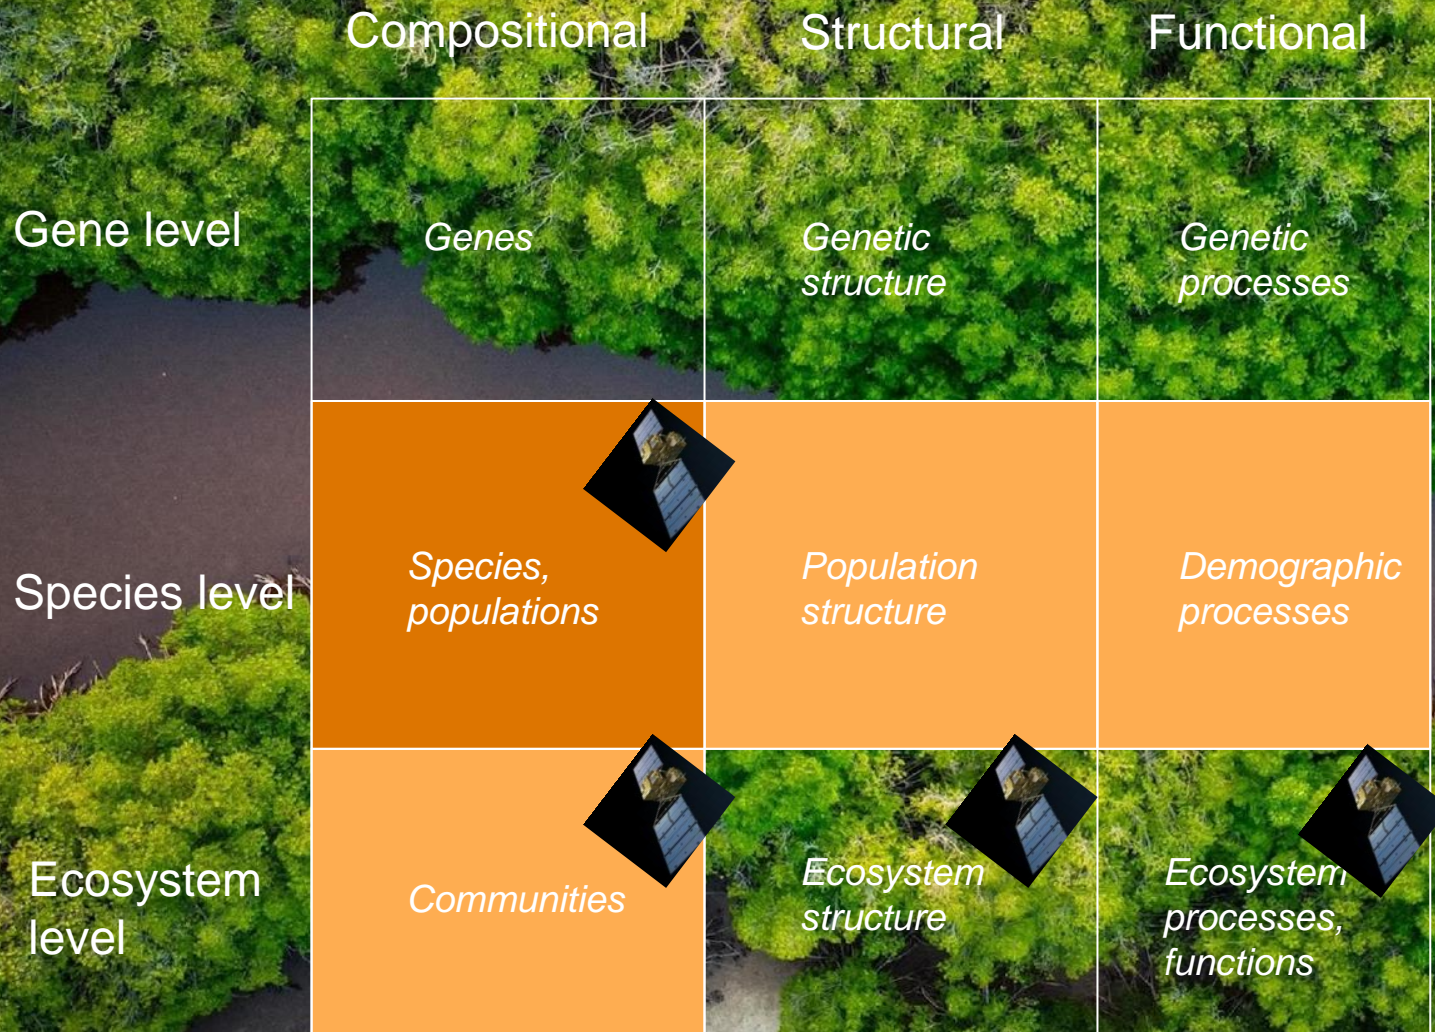 Compositional
Structural
Functional
Gene level
Genes
Genetic
structure
Genetic
processes
Species level
Species,
populations
Population
structure
Demographic
processes
Ecosystem
level
Communities
Ecosystem
structure
Ecosystem
processes,
functions